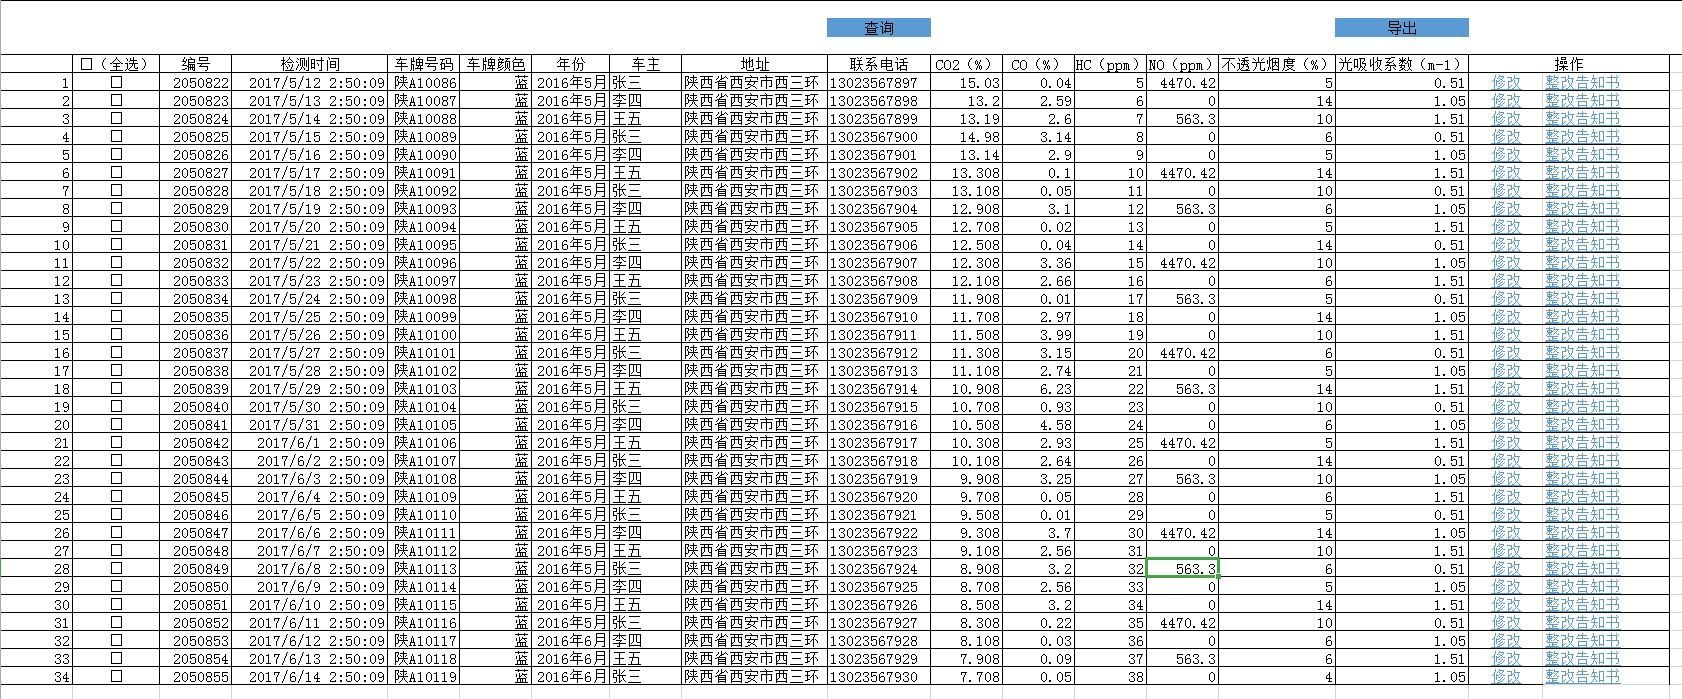 查询 导出
□（全选） 编号 检测时间 车牌号码 车牌颜色 年份 车主 地址 联系电话 CO2（%） CO（%） HC（ppm） NO（ppm） 不透光烟度（%） 光吸收系数（m-1） 操作
1 □ 2050822 2017/5/12 2:50:09 陕A10086 蓝 2016年5月 张三 陕西省西安市西三环 13023567897 15.03 0.04 5 4470.42 5 0.51 修改 整改告知书
2 □ 2050823 2017/5/13 2:50:09 陕A10087 蓝 2016年5月 李四 陕西省西安市西三环 13023567898 13.2 2.59 6 0 14 1.05 修改 整改告知书
3 □ 2050824 2017/5/14 2:50:09 陕A10088 蓝 2016年5月 王五 陕西省西安市西三环 13023567899 13.19 2.6 7 563.3 10 1.51 修改 整改告知书
4 □ 2050825 2017/5/15 2:50:09 陕A10089 蓝 2016年5月 张三 陕西省西安市西三环 13023567900 14.98 3.14 8 0 6 0.51 修改 整改告知书
5 □ 2050826 2017/5/16 2:50:09 陕A10090 蓝 2016年5月 李四 陕西省西安市西三环 13023567901 13.14 2.9 9 0 5 1.05 修改 整改告知书
6 □ 2050827 2017/5/17 2:50:09 陕A10091 蓝 2016年5月 王五 陕西省西安市西三环 13023567902 13.308 0.1 10 4470.42 14 1.51 修改 整改告知书
7 □ 2050828 2017/5/18 2:50:09 陕A10092 蓝 2016年5月 张三 陕西省西安市西三环 13023567903 13.108 0.05 11 0 10 0.51 修改 整改告知书
8 □ 2050829 2017/5/19 2:50:09 陕A10093 蓝 2016年5月 李四 陕西省西安市西三环 13023567904 12.908 3.1 12 563.3 6 1.05 修改 整改告知书
9 □ 2050830 2017/5/20 2:50:09 陕A10094 蓝 2016年5月 王五 陕西省西安市西三环 13023567905 12.708 0.02 13 0 5 1.51 修改 整改告知书
10 □ 2050831 2017/5/21 2:50:09 陕A10095 蓝 2016年5月 张三 陕西省西安市西三环 13023567906 12.508 0.04 14 0 14 0.51 修改 整改告知书
11 □ 2050832 2017/5/22 2:50:09 陕A10096 蓝 2016年5月 李四 陕西省西安市西三环 13023567907 12.308 3.36 15 4470.42 10 1.05 修改 整改告知书
12 □ 2050833 2017/5/23 2:50:09 陕A10097 蓝 2016年5月 王五 陕西省西安市西三环 13023567908 12.108 2.66 16 0 6 1.51 修改 整改告知书
13 □ 2050834 2017/5/24 2:50:09 陕A10098 蓝 2016年5月 张三 陕西省西安市西三环 13023567909 11.908 0.01 17 563.3 5 0.51 修改 整改告知书
14 □ 2050835 2017/5/25 2:50:09 陕A10099 蓝 2016年5月 李四 陕西省西安市西三环 13023567910 11.708 2.97 18 0 14 1.05 修改 整改告知书
15 □ 2050836 2017/5/26 2:50:09 陕A10100 蓝 2016年5月 王五 陕西省西安市西三环 13023567911 11.508 3.99 19 0 10 1.51 修改 整改告知书
16 □ 2050837 2017/5/27 2:50:09 陕A10101 蓝 2016年5月 张三 陕西省西安市西三环 13023567912 11.308 3.15 20 4470.42 6 0.51 修改 整改告知书
17 □ 2050838 2017/5/28 2:50:09 陕A10102 蓝 2016年5月 李四 陕西省西安市西三环 13023567913 11.108 2.74 21 0 5 1.05 修改 整改告知书
18 □ 2050839 2017/5/29 2:50:09 陕A10103 蓝 2016年5月 王五 陕西省西安市西三环 13023567914 10.908 6.23 22 563.3 14 1.51 修改 整改告知书
19 □ 2050840 2017/5/30 2:50:09 陕A10104 蓝 2016年5月 张三 陕西省西安市西三环 13023567915 10.708 0.93 23 0 10 0.51 修改 整改告知书
20 □ 2050841 2017/5/31 2:50:09 陕A10105 蓝 2016年5月 李四 陕西省西安市西三环 13023567916 10.508 4.58 24 0 6 1.05 修改 整改告知书
21 □ 2050842 2017/6/1 2:50:09 陕A10106 蓝 2016年5月 王五 陕西省西安市西三环 13023567917 10.308 2.93 25 4470.42 5 1.51 修改 整改告知书
22 □ 2050843 2017/6/2 2:50:09 陕A10107 蓝 2016年5月 张三 陕西省西安市西三环 13023567918 10.108 2.64 26 0 14 0.51 修改 整改告知书
23 □ 2050844 2017/6/3 2:50:09 陕A10108 蓝 2016年5月 李四 陕西省西安市西三环 13023567919 9.908 3.25 27 563.3 10 1.05 修改 整改告知书
24 □ 2050845 2017/6/4 2:50:09 陕A10109 蓝 2016年5月 王五 陕西省西安市西三环 13023567920 9.708 0.05 28 0 6 1.51 修改 整改告知书
25 □ 2050846 2017/6/5 2:50:09 陕A10110 蓝 2016年5月 张三 陕西省西安市西三环 13023567921 9.508 0.01 29 0 5 0.51 修改 整改告知书
26 □ 2050847 2017/6/6 2:50:09 陕A10111 蓝 2016年5月 李四 陕西省西安市西三环 13023567922 9.308 3.7 30 4470.42 14 1.05 修改 整改告知书
27 □ 2050848 2017/6/7 2:50:09 陕A10112 蓝 2016年5月 王五 陕西省西安市西三环 13023567923 9.108 2.56 31 0 10 1.51 修改 整改告知书
28 □ 2050849 2017/6/8 2:50:09 陕A10113 蓝 2016年5月 张三 陕西省西安市西三环 13023567924 8.908 3.2 32 563.3 6 0.51 修改 整改告知书
29 □ 2050850 2017/6/9 2:50:09 陕A10114 蓝 2016年5月 李四 陕西省西安市西三环 13023567925 8.708 2.56 33 0 5 1.05 修改 整改告知书
30 □ 2050851 2017/6/10 2:50:09 陕A10115 蓝 2016年5月 王五 陕西省西安市西三环 13023567926 8.508 3.2 34 0 14 1.51 修改 整改告知书
31 □ 2050852 2017/6/11 2:50:09 陕A10116 蓝 2016年5月 张三 陕西省西安市西三环 13023567927 8.308 0.22 35 4470.42 10 0.51 修改 整改告知书
32 □ 2050853 2017/6/12 2:50:09 陕A10117 蓝 2016年6月 李四 陕西省西安市西三环 13023567928 8.108 0.03 36 0 6 1.05 修改 整改告知书
33 □ 2050854 2017/6/13 2:50:09 陕A10118 蓝 2016年6月 王五 陕西省西安市西三环 13023567929 7.908 0.09 37 563.3 6 1.51 修改 整改告知书
34 □ 2050855 2017/6/14 2:50:09 陕A10119 蓝 2016年6月 张三 陕西省西安市西三环 13023567930 7.708 0.05 38 0 4 1.05 修改 整改告知书